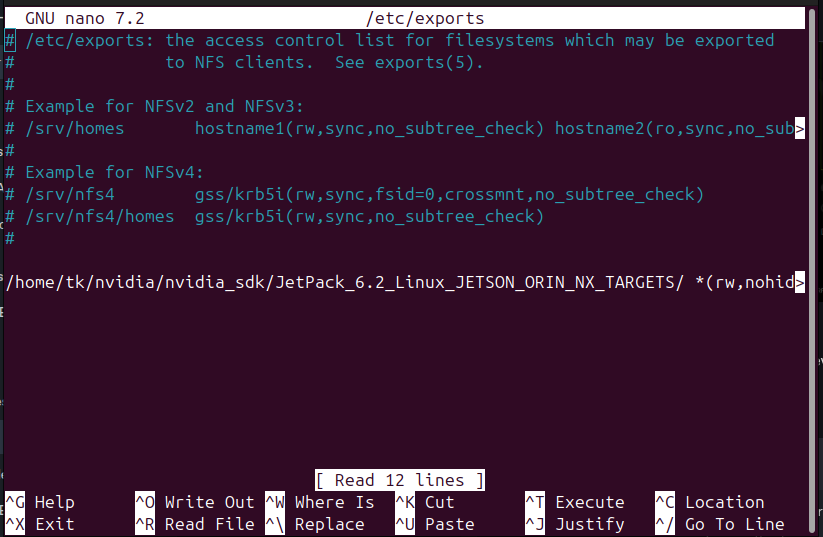 GNU nano 7.2 /etc/exports
# /etc/exports: the access control list for filesystems which may be exported
# to NFS clients. See exports(5).
#
# Example for NFSv2 and NFSv3:
# /srv/homes hostname1(rw,sync,no_subtree_check) hostname2(ro,sync,no_sub>
#
# Example for NFSv4:
# /srv/nfs4 gss/krb5i(rw,sync,fsid=0,crossmnt,no_subtree_check)
# /srv/nfs4/homes gss/krb5i(rw,sync,no_subtree_check)
#
/home/tk/nvidia/nvidia_sdk/JetPack_6.2_Linux_JETSON_ORIN_NX_TARGETS/ *(rw,nohid>
[ Read 12 lines ]
^G Help ^O Write Out ^W Where Is ^K Cut ^T Execute ^C Location
^X Exit ^R Read File ^\ Replace ^U Paste ^J Justify ^/ Go To Line